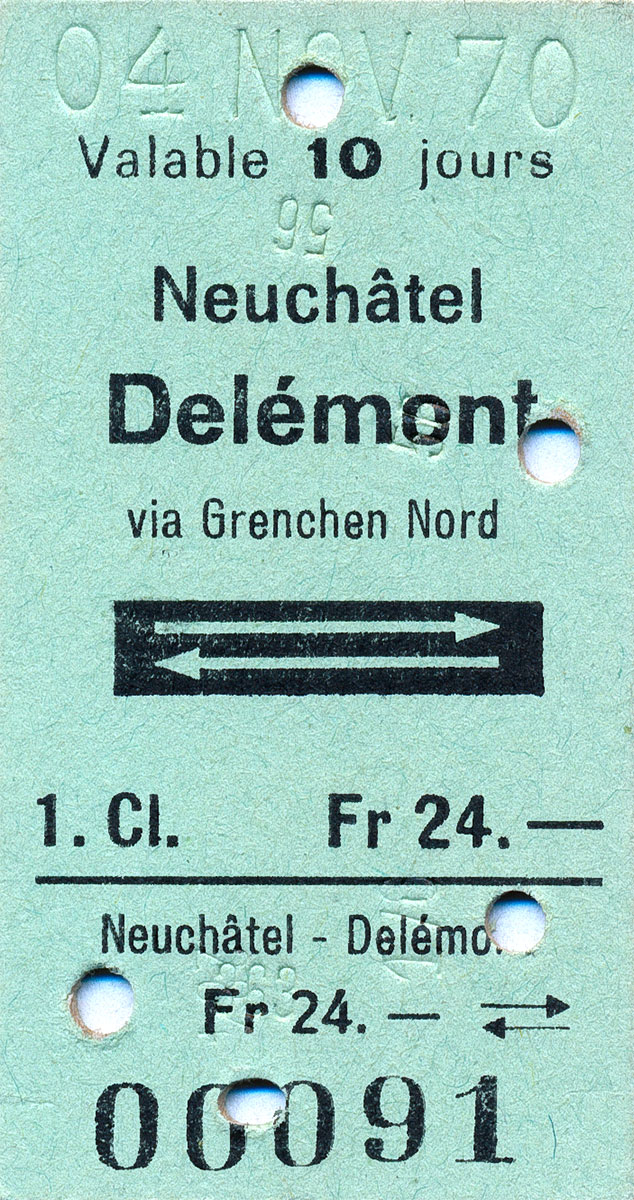 04 NOV. 70
Valable 10 jours
Neuchâtel
Delémont
via Grenchen Nord
1. Cl. Fr 24.—
Neuchâtel - Delémo
Fr 24.—
00091